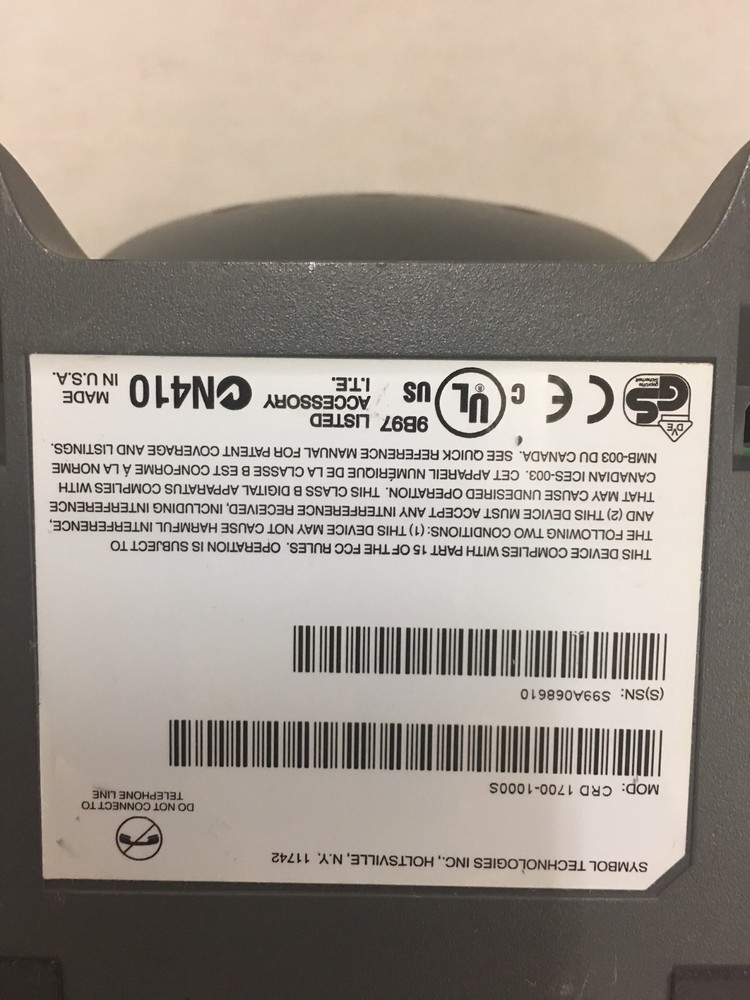 SYMBOL TECHNOLOGIES INC., HOLTSVILLE, N.Y. 11742
DO NOT CONNECT TO
TELEPHONE LINE
MOD: CRD 1700-1000S
(S)SN: S99A068610
THIS DEVICE COMPLIES WITH PART 15 OF THE FCC RULES. OPERATION IS SUBJECT TO
THE FOLLOWING TWO CONDITIONS: (1) THIS DEVICE MAY NOT CAUSE HARMFUL INTERFERENCE,
AND (2) THIS DEVICE MUST ACCEPT ANY INTERFERENCE RECEIVED, INCLUDING INTERFERENCE
THAT MAY CAUSE UNDESIRED OPERATION. THIS CLASS B DIGITAL APPARATUS COMPLIES WITH
CANADIAN ICES-003. CET APPAREIL NUMÉRIQUE DE LA CLASSE B EST CONFORME À LA NORME
NMB-003 DU CANADA. SEE QUICK REFERENCE MANUAL FOR PATENT AND COVERAGE AND LISTINGS.
VDE
GS
geprüfte
Sicherheit
CE
C UL® US
9B97
LISTED
ACCESSORY
I.T.E.
N410
MADE
IN U.S.A.